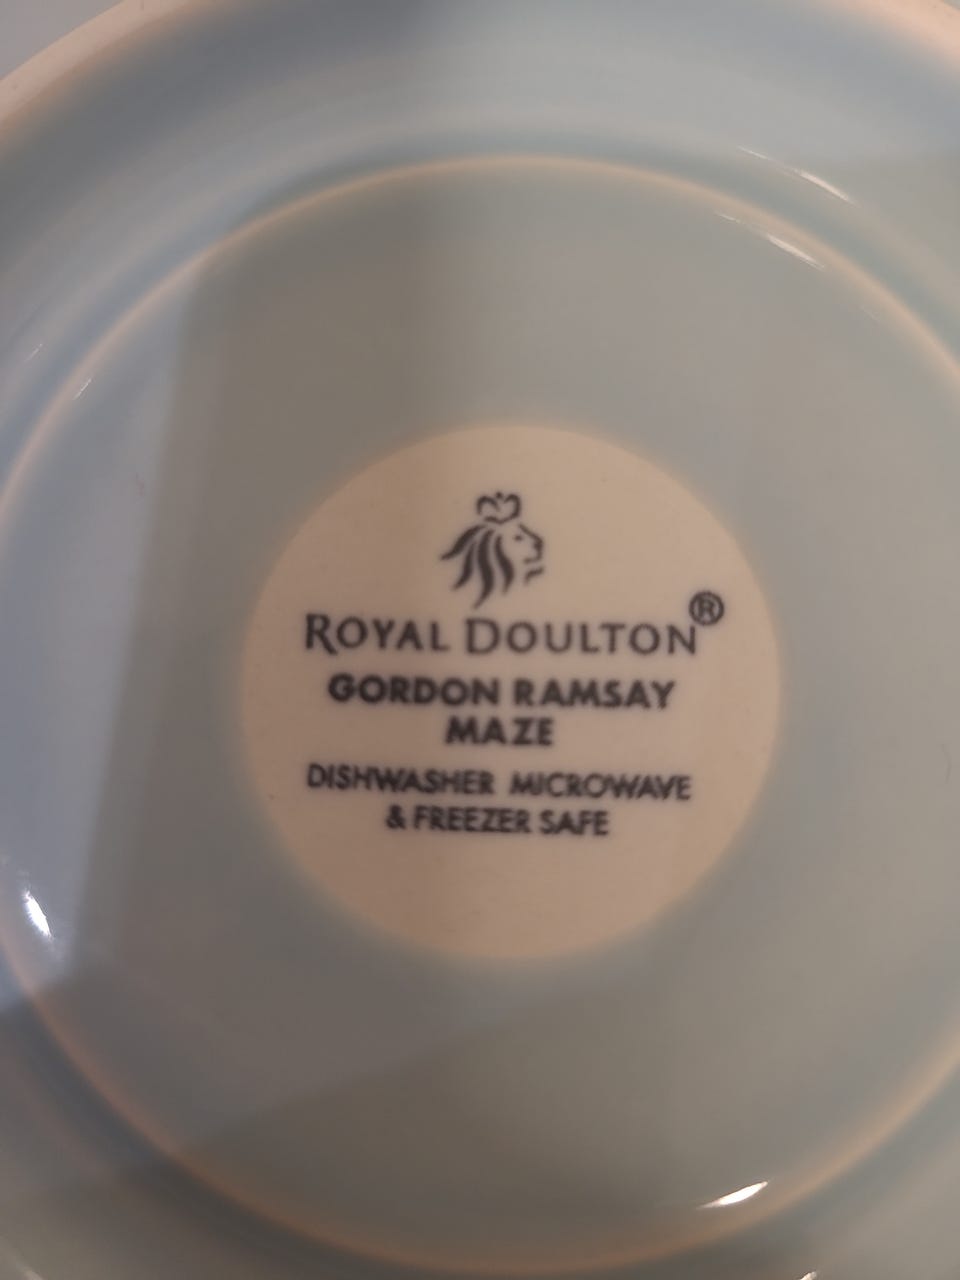 ROYAL DOULTON®
GORDON RAMSAY
MAZE
DISHWASHER MICROWAVE
& FREEZER SAFE